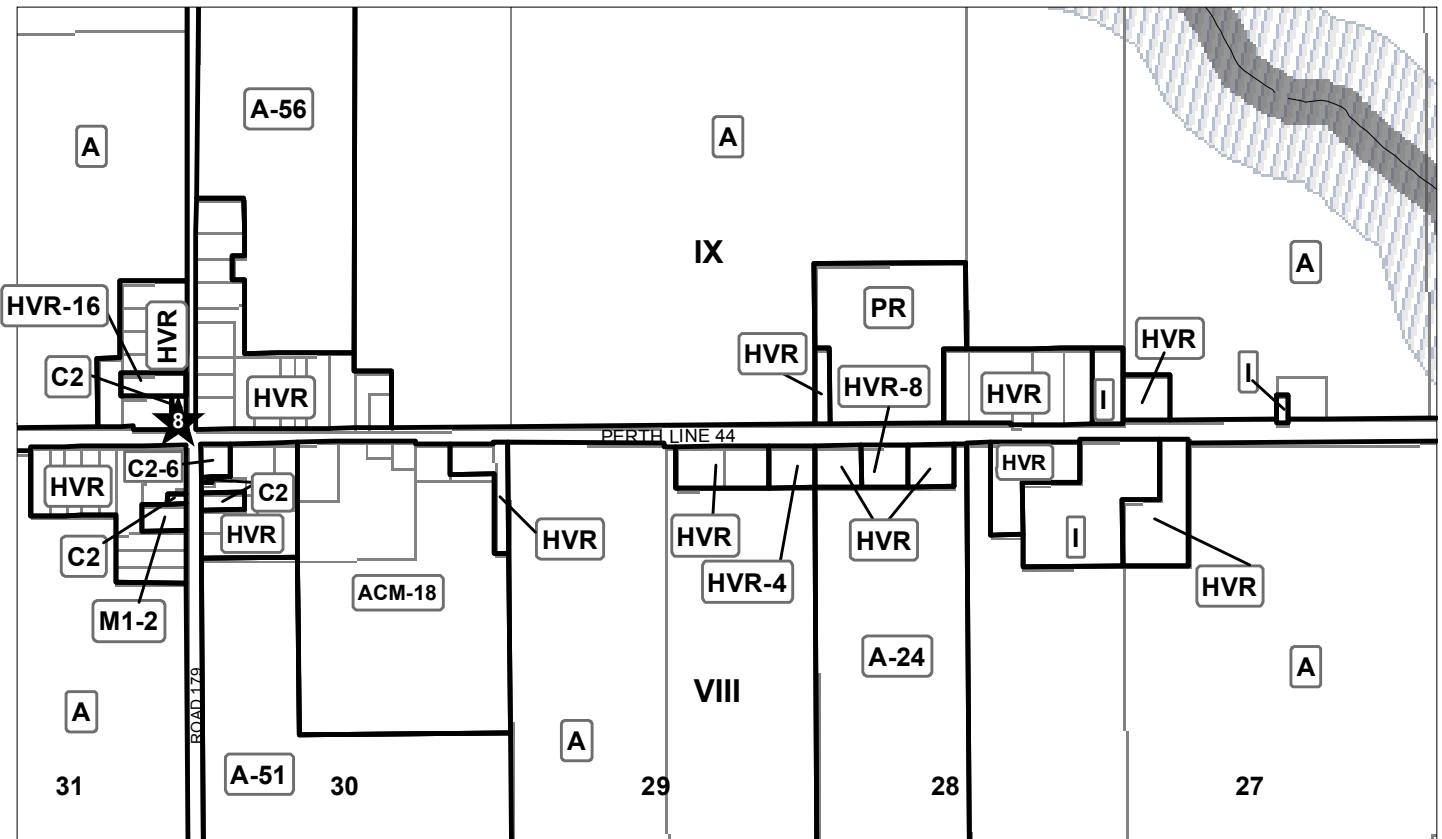 A-56
A
A
IX
A
HVR-16
HVR
PR
HVR
HVR
C2
HVR-8
I
HVR
HVR
I
8
PERTH LINE 44
C2-6
HVR
HVR
C2
HVR
HVR
HVR
HVR
I
C2
HVR-4
HVR
ACM-18
M1-2
A-24
A
VIII
ROAD 179
A
A
A-51
31
30
29
28
27